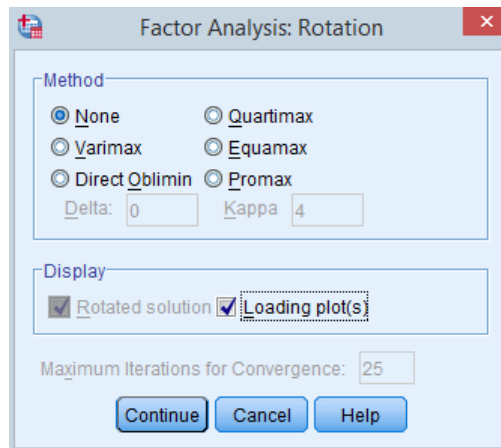 Factor Analysis: Rotation
Method
None Quartimax
Varimax Equamax
Direct Oblimin Promax
Delta: 0 Kappa 4
Display
Rotated solution Loading plot(s)
Maximum Iterations for Convergence: 25
Continue Cancel Help